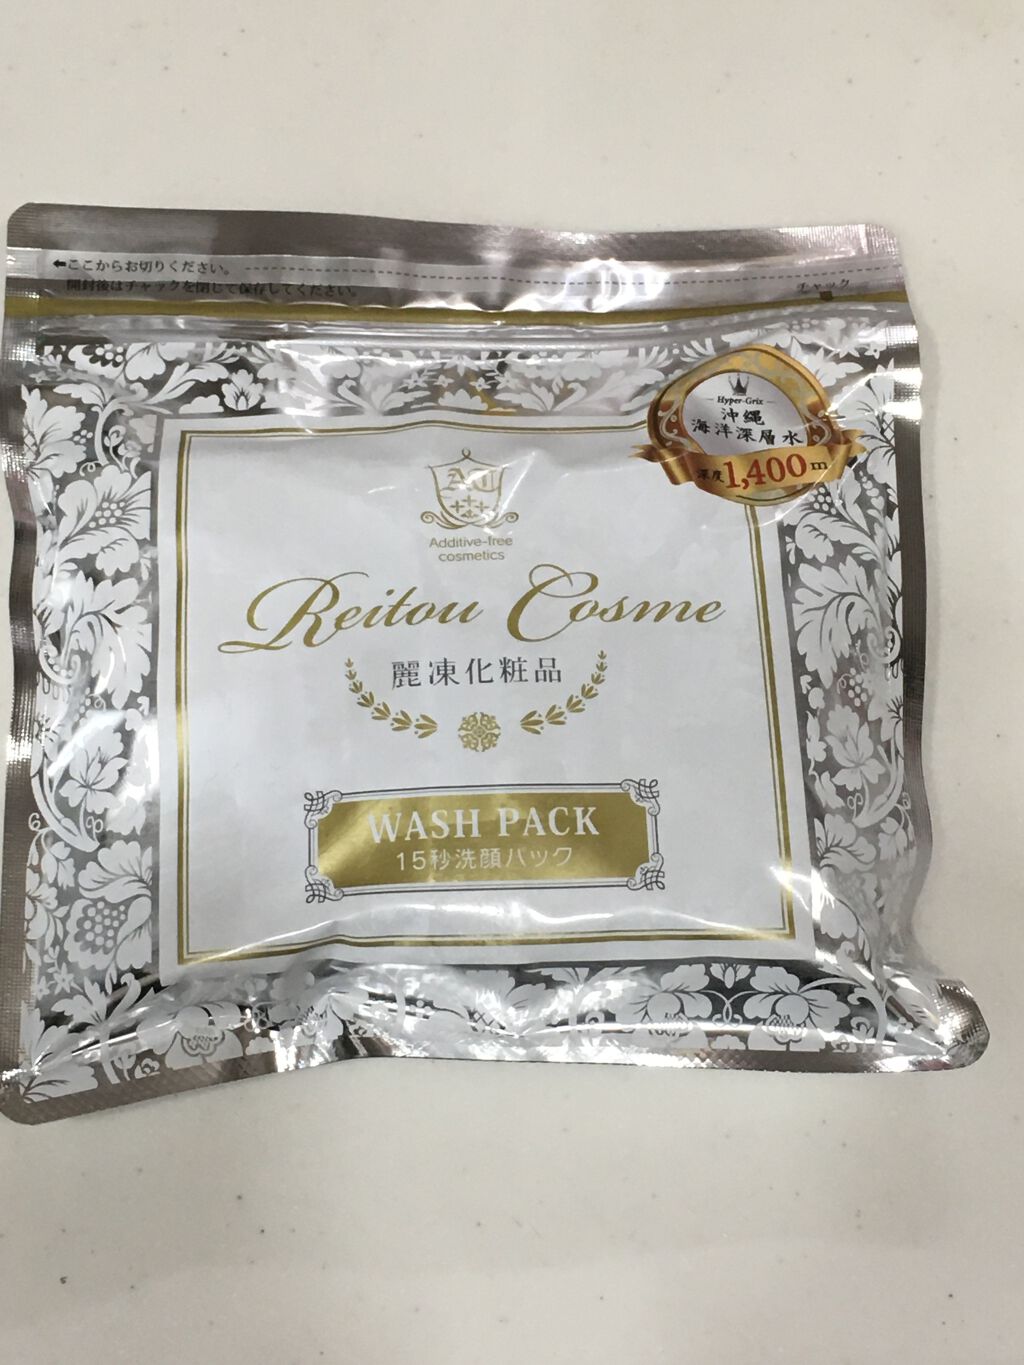 ⬅ここからお切りください。
開封後はチャックを閉じて保存してください。
チャック
Hyper-Grix
沖縄
海洋深層水
深度1,400m
Additive-free
cosmetics
Reitou Cosme
麗凍化粧品
WASH PACK
15秒洗顔パック